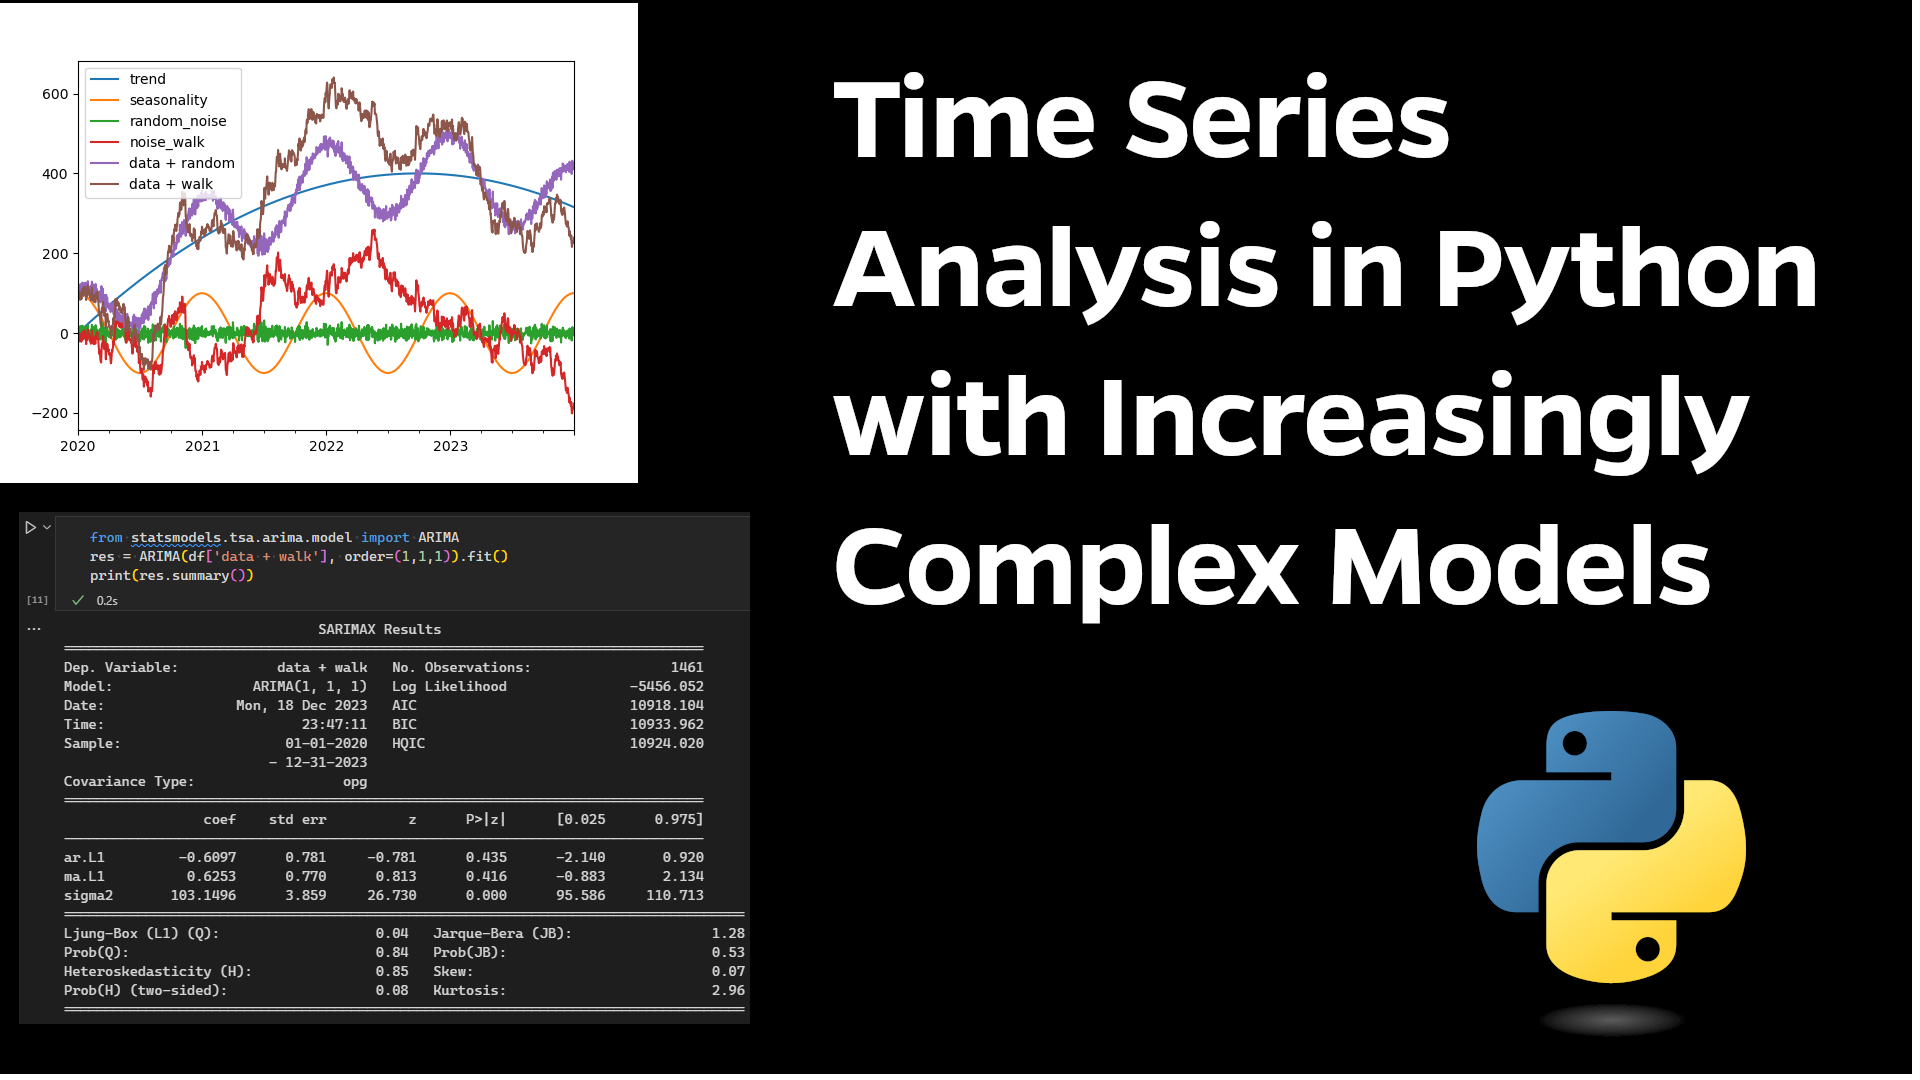 trend
seasonality
random_noise
noise_walk
data + random
data + walk
600
400
200
0
−200
2020 2021 2022 2023
Time Series
Analysis in Python
with Increasingly
Complex Models
from statsmodels.tsa.arima.model import ARIMA
res = ARIMA(df['data + walk'], order=(1,1,1)).fit()
print(res.summary())
[11] 0.2s
...
SARIMAX Results
Dep. Variable: data + walk No. Observations: 1461
Model: ARIMA(1, 1, 1) Log Likelihood -5456.052
Date: Mon, 18 Dec 2023 AIC 10918.104
Time: 23:47:11 BIC 10933.962
Sample: 01-01-2020 HQIC 10924.020
- 12-31-2023
Covariance Type: opg
coef std err z P>|z| [0.025 0.975]
ar.L1 -0.6097 0.781 -0.781 0.435 -2.140 0.920
ma.L1 0.6253 0.770 0.813 0.416 -0.883 2.134
sigma2 103.1496 3.859 26.730 0.000 95.586 110.713
Ljung-Box (L1) (Q): 0.04 Jarque-Bera (JB): 1.28
Prob(Q): 0.84 Prob(JB): 0.53
Heteroskedasticity (H): 0.85 Skew: 0.07
Prob(H) (two-sided): 0.08 Kurtosis: 2.96